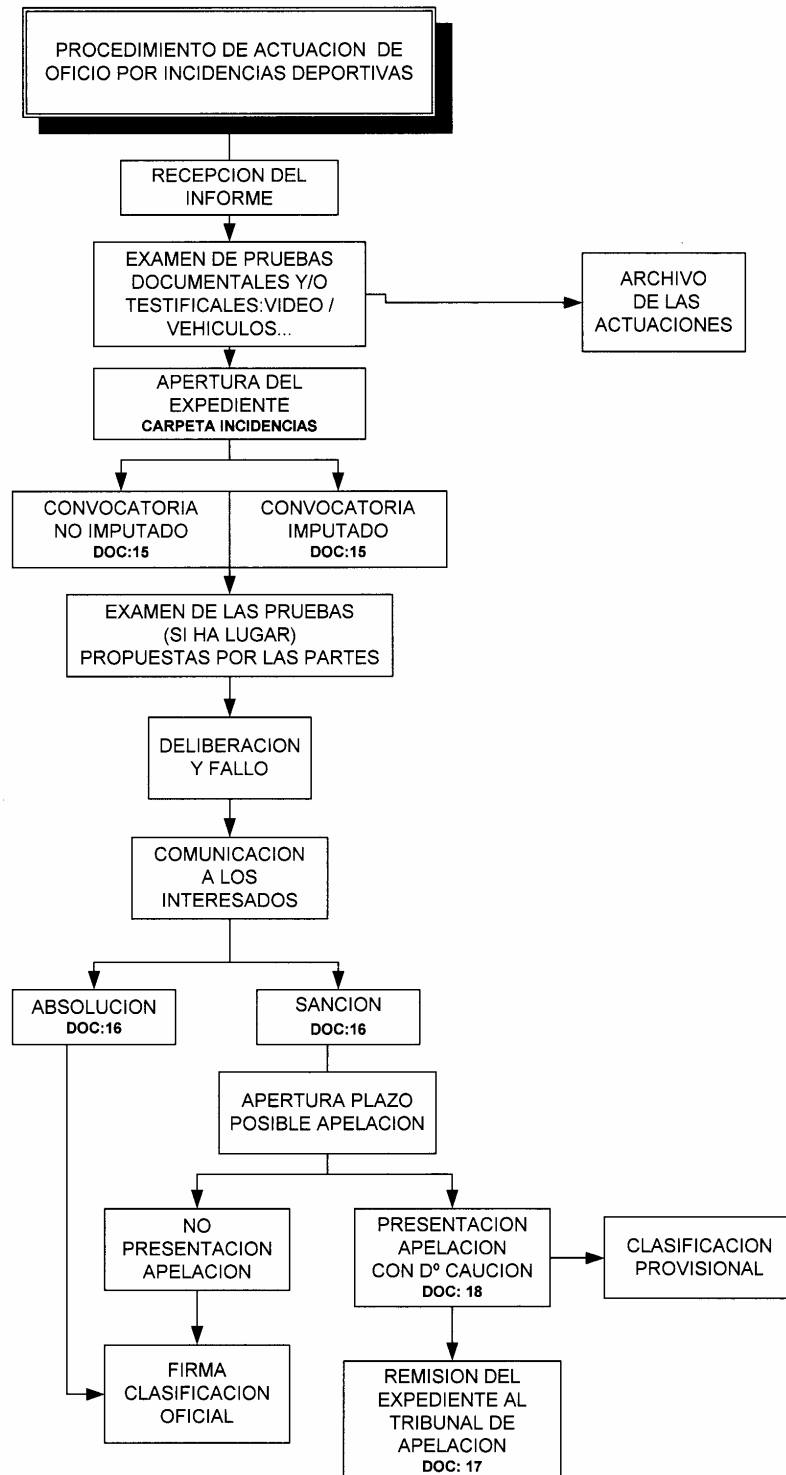 PROCEDIMIENTO DE ACTUACION DE
OFICIO POR INCIDENCIAS DEPORTIVAS
RECEPCION DEL
INFORME
EXAMEN DE PRUEBAS
DOCUMENTALES Y/O
TESTIFICALES:VIDEO /
VEHICULOS...
ARCHIVO
DE LAS
ACTUACIONES
APERTURA DEL
EXPEDIENTE
CARPETA INCIDENCIAS
CONVOCATORIA
NO IMPUTADO
DOC:15
CONVOCATORIA
IMPUTADO
DOC:15
EXAMEN DE LAS PRUEBAS
(SI HA LUGAR)
PROPUESTAS POR LAS PARTES
DELIBERACION
Y FALLO
COMUNICACION
A LOS
INTERESADOS
ABSOLUCION
DOC:16
SANCION
DOC:16
APERTURA PLAZO
POSIBLE APELACION
NO
PRESENTACION
APELACION
PRESENTACION
APELACION
CON Dº CAUCION
DOC: 18
CLASIFICACION
PROVISIONAL
FIRMA
CLASIFICACION
OFICIAL
REMISION DEL
EXPEDIENTE AL
TRIBUNAL DE
APELACION
DOC: 17